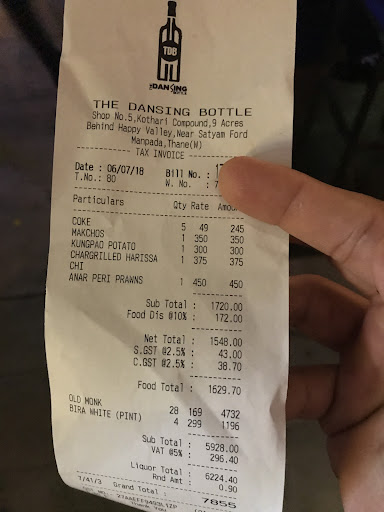 TDB
THE DANSING BOTTLE
THE DANSING BOTTLE
Shop No.5,Kothari Compound,9 Acres
Behind Happy Valley,Near Satyam Ford
Manpada,Thane(W)
TAX INVOICE
Date : 06/07/18 Bill No. :
T.No.: 80 W. No. : 7
Particulars Qty Rate
COKE 5 49 245
MAKCHOS 1 350 350
KUNGPAO POTATO 1 300 300
CHARGRILLED HARISSA 1 375 375
CHI
ANAR PERI PRAWNS 1 450 450
Sub Total : 1720.00
Food Dis @10% : 172.00
Net Total : 1548.00
S.GST @2.5% : 43.00
C.GST @2.5% : 38.70
Food Total : 1629.70
OLD MONK 28 169 4732
BIRA WHITE (PINT) 4 299 1196
Sub Total : 5928.00
VAT @5% : 296.40
Liquor Total : 6224.40
Rnd Amt : 0.90
1/41/3 Grand Total : 7855